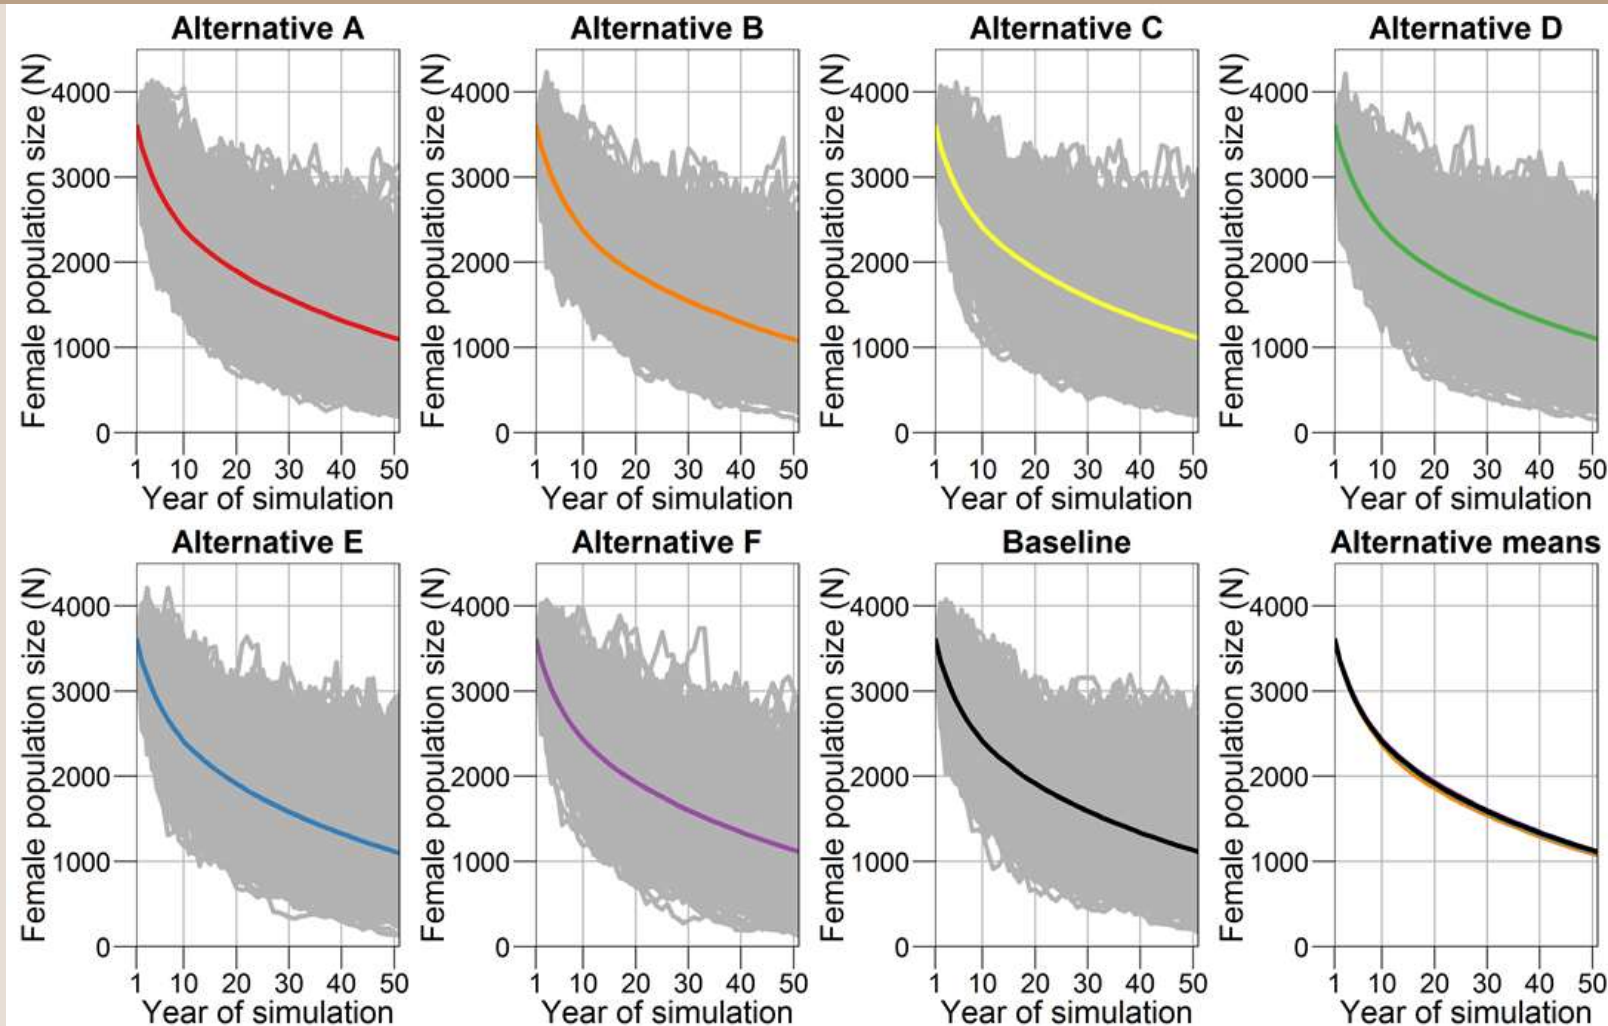 Alternative A
Female population size (N)
4000
3000
2000
1000
0
1 10 20 30 40 50
Year of simulation
Alternative B
Female population size (N)
4000
3000
2000
1000
0
1 10 20 30 40 50
Year of simulation
Alternative C
Female population size (N)
4000
3000
2000
1000
0
1 10 20 30 40 50
Year of simulation
Alternative D
Female population size (N)
4000
3000
2000
1000
0
1 10 20 30 40 50
Year of simulation
Alternative E
Female population size (N)
4000
3000
2000
1000
0
1 10 20 30 40 50
Year of simulation
Alternative F
Female population size (N)
4000
3000
2000
1000
0
1 10 20 30 40 50
Year of simulation
Baseline
Female population size (N)
4000
3000
2000
1000
0
1 10 20 30 40 50
Year of simulation
Alternative means
Female population size (N)
4000
3000
2000
1000
0
1 10 20 30 40 50
Year of simulation